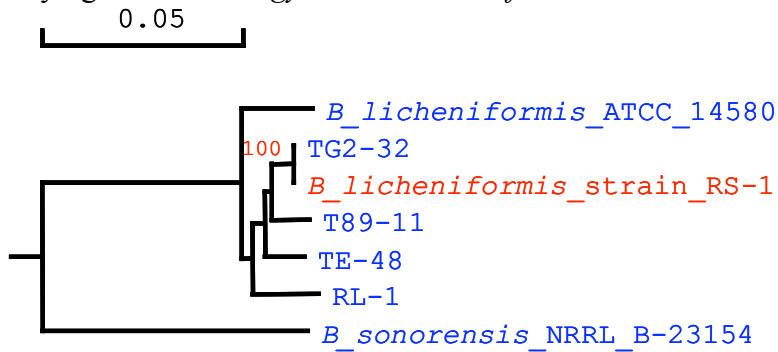 0.05
B_licheniformis_ATCC_14580
100 TG2-32
B_licheniformis_strain_RS-1
T89-11
TE-48
RL-1
B_sonorensis_NRRL_B-23154